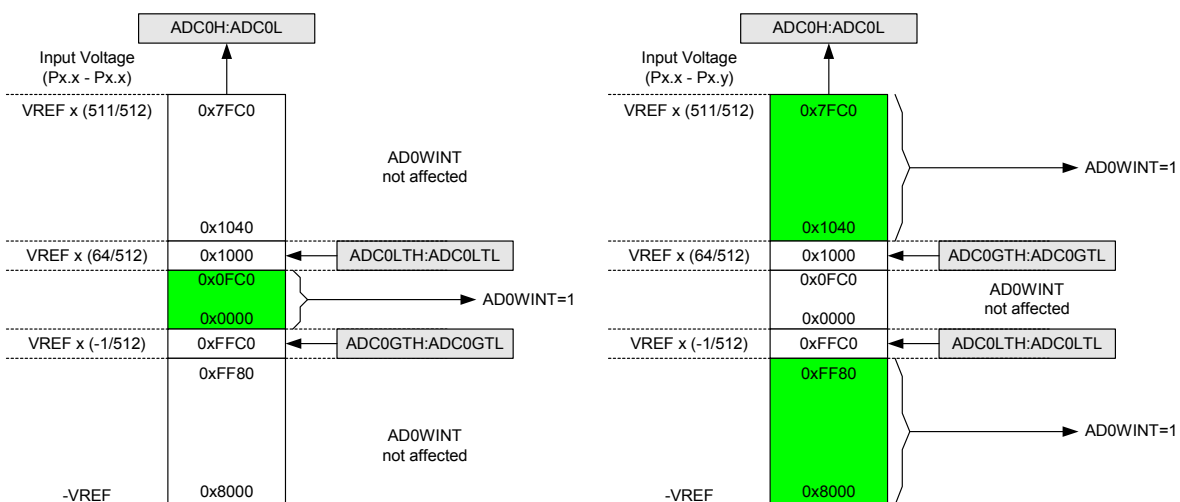 ADC0H:ADC0L
Input Voltage
(Px.x - Px.x)
VREF x (511/512)
0x7FC0
AD0WINT
not affected
0x1040
VREF x (64/512)
0x1000
ADC0LTH:ADC0LTL
0x0FC0
AD0WINT=1
0x0000
VREF x (-1/512)
0xFFC0
ADC0GTH:ADC0GTL
0xFF80
AD0WINT
not affected
-VREF
0x8000
ADC0H:ADC0L
Input Voltage
(Px.x - Px.y)
VREF x (511/512)
0x7FC0
AD0WINT=1
0x1040
VREF x (64/512)
0x1000
ADC0GTH:ADC0GTL
0x0FC0
AD0WINT
not affected
0x0000
VREF x (-1/512)
0xFFC0
ADC0LTH:ADC0LTL
0xFF80
AD0WINT=1
-VREF
0x8000